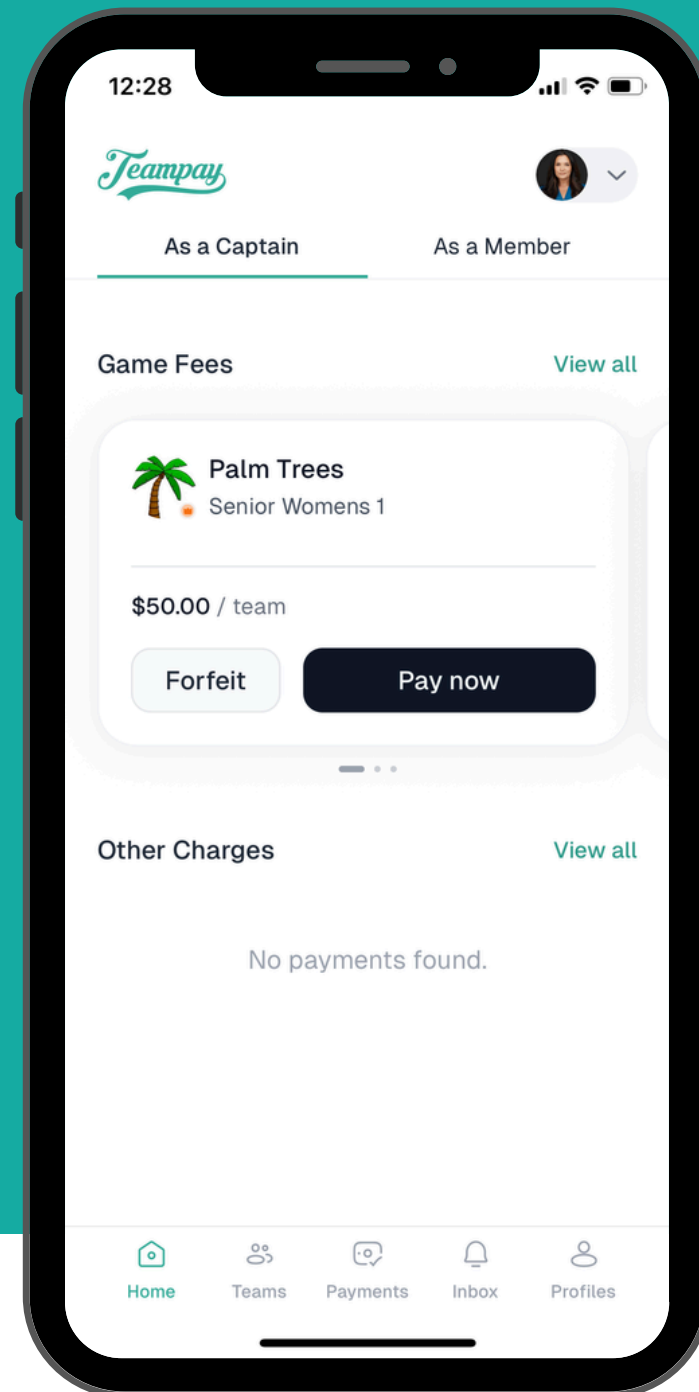 12:28
Teampay
As a Captain As a Member
Game Fees View all
Palm Trees
Senior Womens 1
$50.00 / team
Forfeit Pay now
Other Charges View all
No payments found.
Home Teams Payments Inbox Profiles